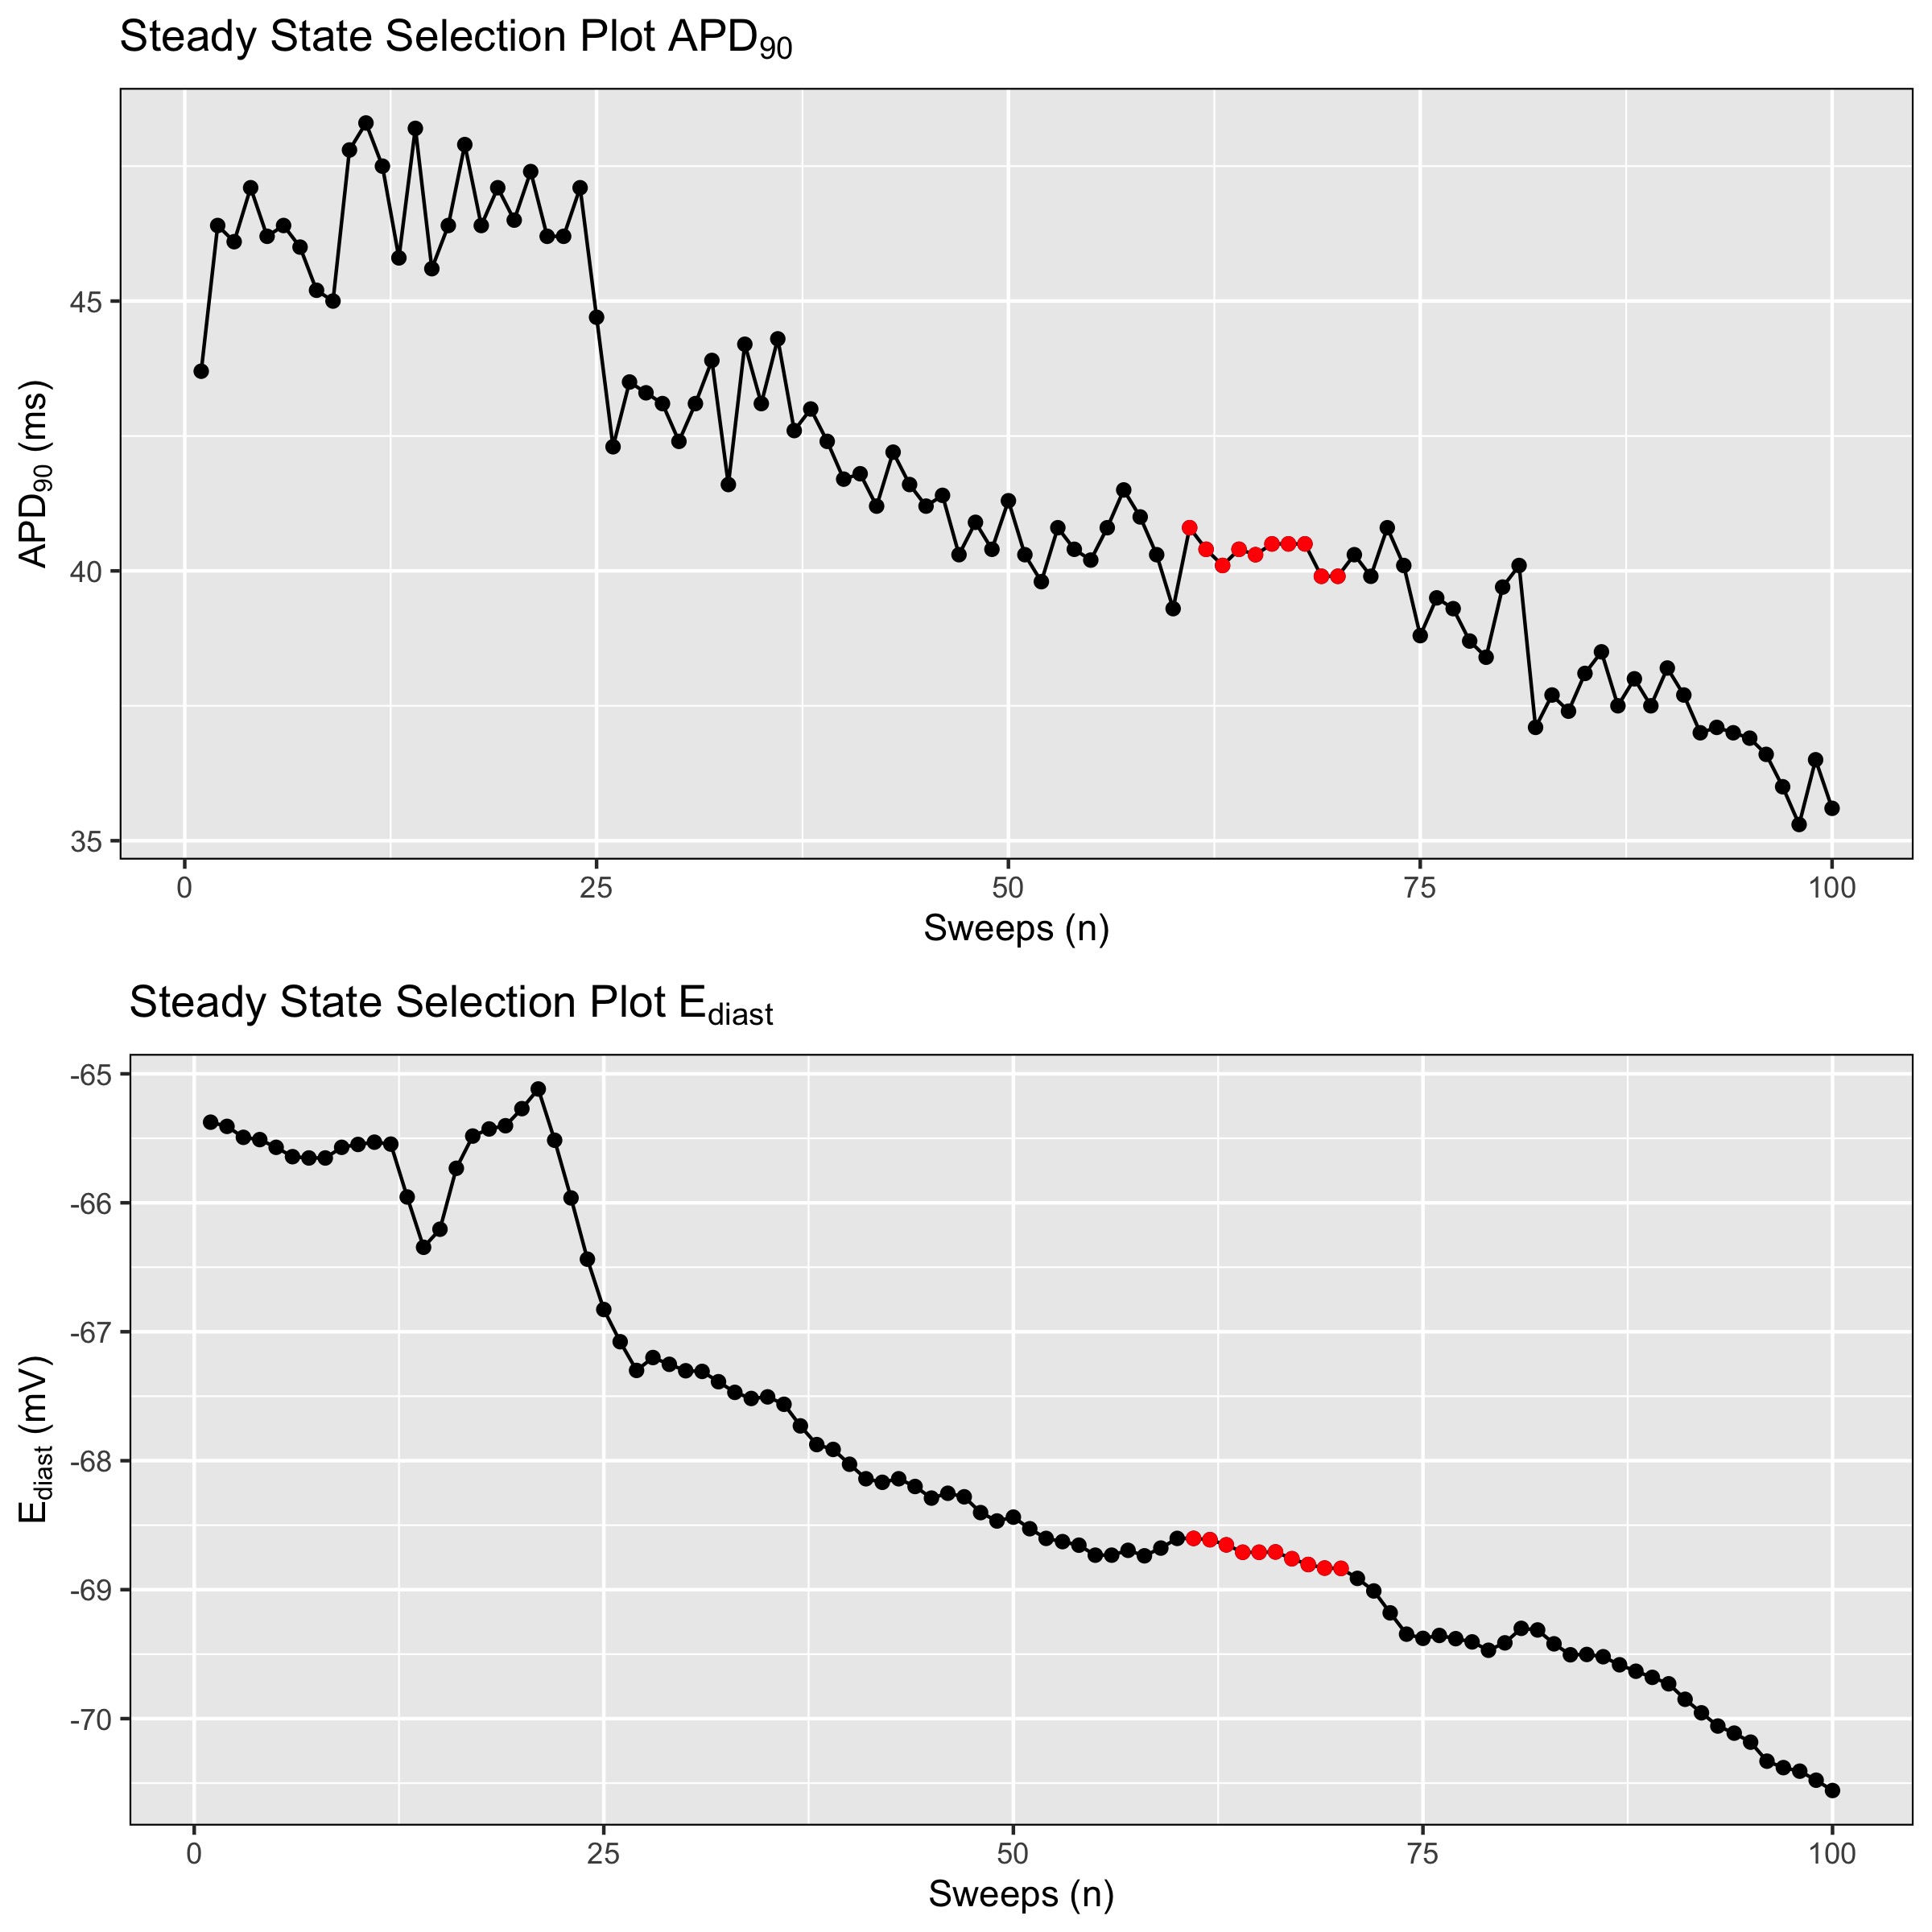 Steady State Selection Plot APD90
APD90 (ms)
45
40
35
0 25 50 75 100
Sweeps (n)
Steady State Selection Plot Ediast
Ediast (mV)
-65
-66
-67
-68
-69
-70
0 25 50 75 100
Sweeps (n)